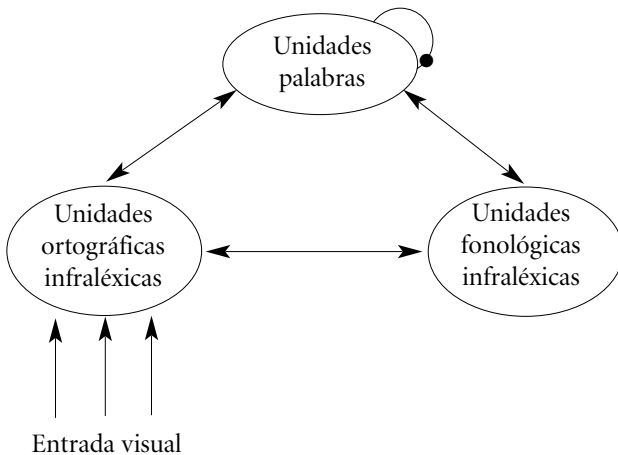 Unidades
palabras
Unidades
ortográficas
infraléxicas
Unidades
fonológicas
infraléxicas
Entrada visual